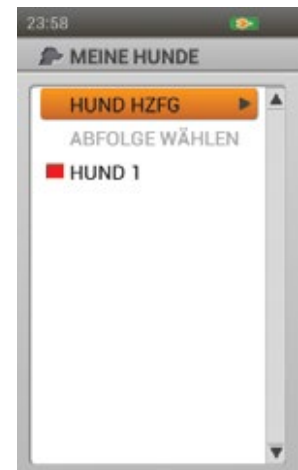 23:58
MEINE HUNDE
HUND HZFG
ABFOLGE WÄHLEN
HUND 1